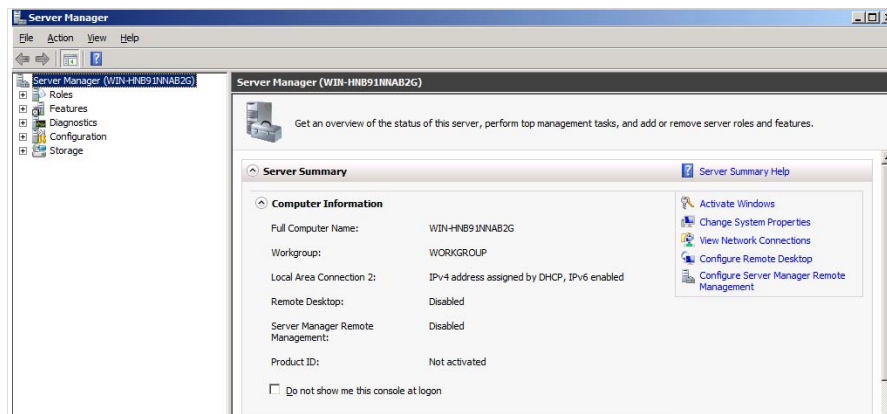 Server Manager
File Action View Help
Server Manager (WIN-HNB91NNAB2G)
Roles
Features
Diagnostics
Configuration
Storage
Server Manager (WIN-HNB91NNAB2G)
Get an overview of the status of this server, perform top management tasks, and add or remove server roles and features.
Server Summary
Server Summary Help
Computer Information
Full Computer Name: WIN-HNB91NNAB2G
Workgroup: WORKGROUP
Local Area Connection 2: IPv4 address assigned by DHCP, IPv6 enabled
Remote Desktop: Disabled
Server Manager Remote Disabled
Management:
Product ID: Not activated
Do not show me this console at logon
Activate Windows
Change System Properties
View Network Connections
Configure Remote Desktop
Configure Server Manager Remote
Management